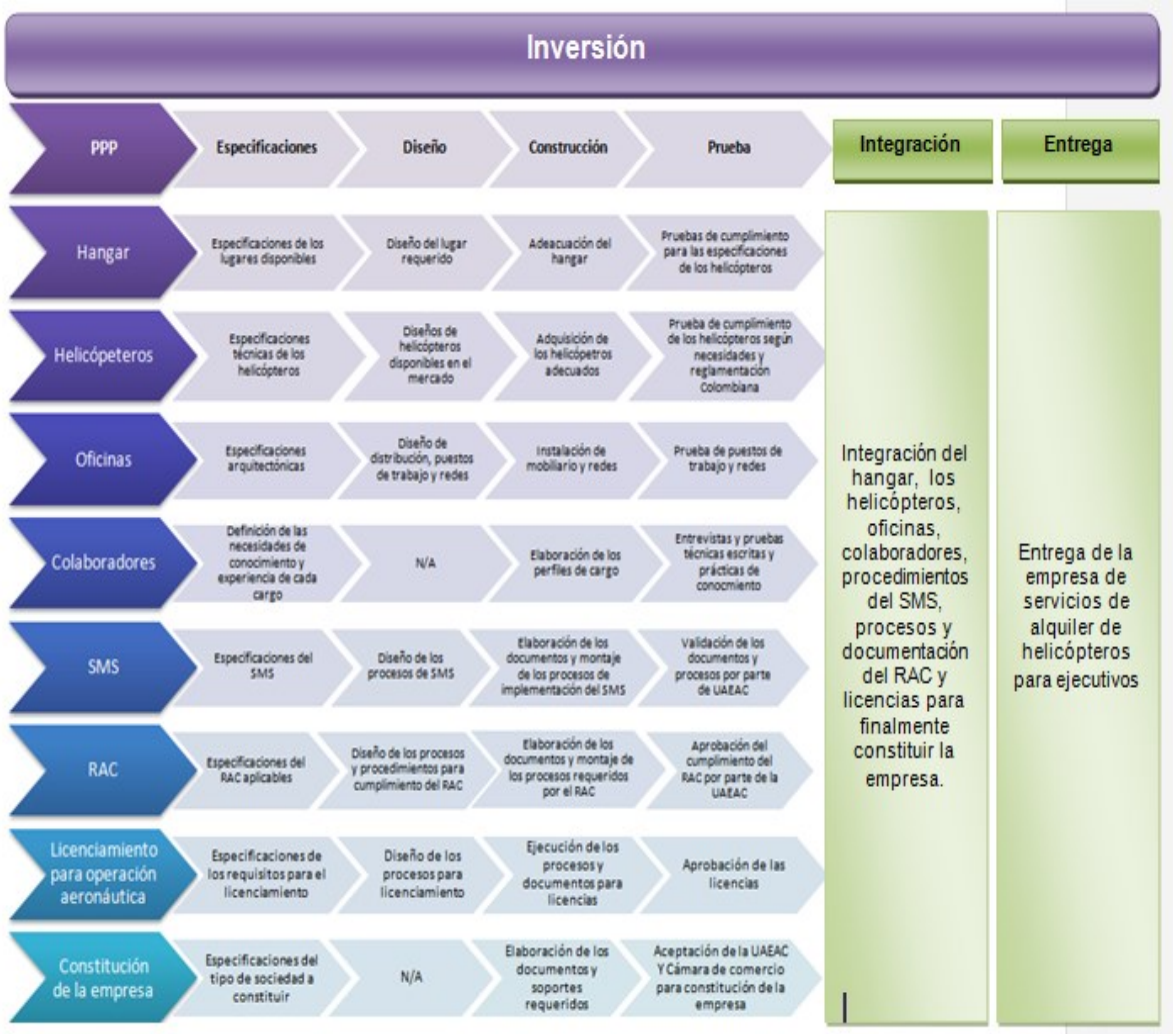 Inversión
PPP
Especificaciones
Diseño
Construcción
Prueba
Integración
Entrega
Hangar
Especificaciones de los
lugares disponibles
Diseño del lugar
requerido
Adeacuación del
hangar
Pruebas de cumplimiento
para las especificaciones
de los helicópteros
Helicópeteros
Especificaciones
técnicas de los
helicópteros
Diseños de
helicópteros
disponibles en el
mercado
Adquisición de
los helicópetros
adecuados
Prueba de cumplimiento
de los helicópteros según
necesidades y
reglamentación
Colombiana
Oficinas
Especificaciones
arquitectónicas
Diseño de
distribución, puestos
de trabajo y redes
Instalación de
mobiliario y redes
Prueba de puestos de
trabajo y redes
Colaboradores
Definición de las
necesidades de
conocimiento y
experiencia de cada
cargo
N/A
Elaboración de los
perfiles de cargo
Entrevistas y pruebas
técnicas escritas y
prácticas de
conocmiento
SMS
Especificaciones del
SMS
Diseño de los
procesos de SMS
Elaboración de los
documentos y montaje
de los procesos de
implementación del SMS
Validación de los
documentos y
procesos por parte
de UAEAC
RAC
Especificaciones del
RAC aplicables
Diseño de los procesos
y procedimientos para
cumplimiento del RAC
Elaboración de los
documentos y montaje de
los procesos requeridos
por el RAC
Aprobación del
cumplimiento del
RAC por parte de la
UAEAC
Licenciamiento
para operación
aeronáutica
Especificaciones de
los requisitos para el
licenciamiento
Diseño de los
procesos para
licenciamiento
Ejecución de los
procesos y
documentos para
licencias
Aprobación de las
licencias
Constitución
de la empresa
Especificaciones del
tipo de sociedad a
constituir
N/A
Elaboración de los
documentos y
soportes
requeridos
Aceptación de la UAEAC
Y Cámara de comercio
para constitución de la
empresa
Integración del
hangar, los
helicópteros,
oficinas,
colaboradores,
procedimientos
del SMS,
procesos y
documentación
del RAC y
licencias para
finalmente
constituir la
empresa.
Entrega de la
empresa de
servicios de
alquiler de
helicópteros
para ejecutivos